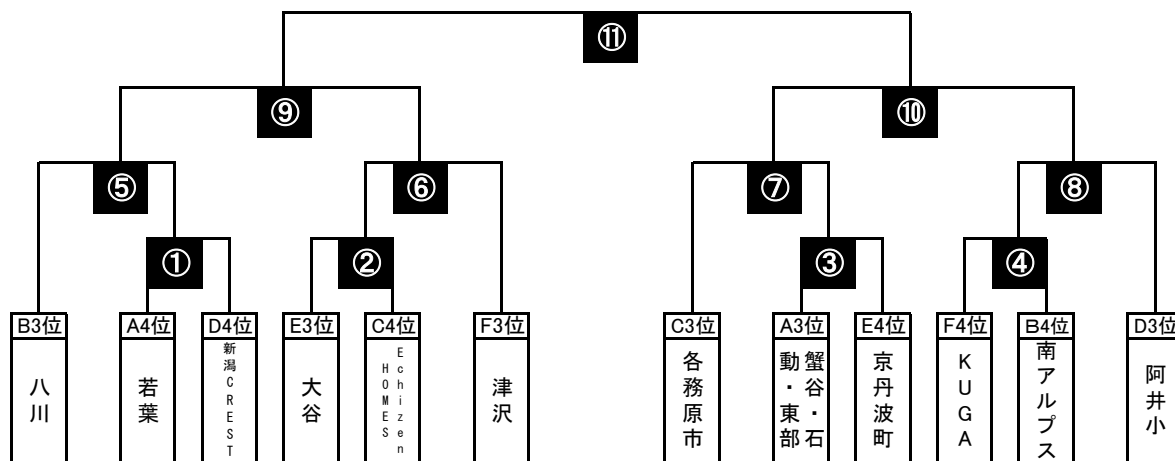 ⑪
⑨
⑩
⑤
⑥
⑦
⑧
①
②
③
④
B3位
A4位
D4位
E3位
C4位
F3位
C3位
A3位
E4位
F4位
B4位
D3位
八川
若葉
新潟CREST
大谷
Echizen
HOMES
津沢
各務原市
蟹谷・石
動・東部
京丹波町
KUGA
南アルプス
阿井小